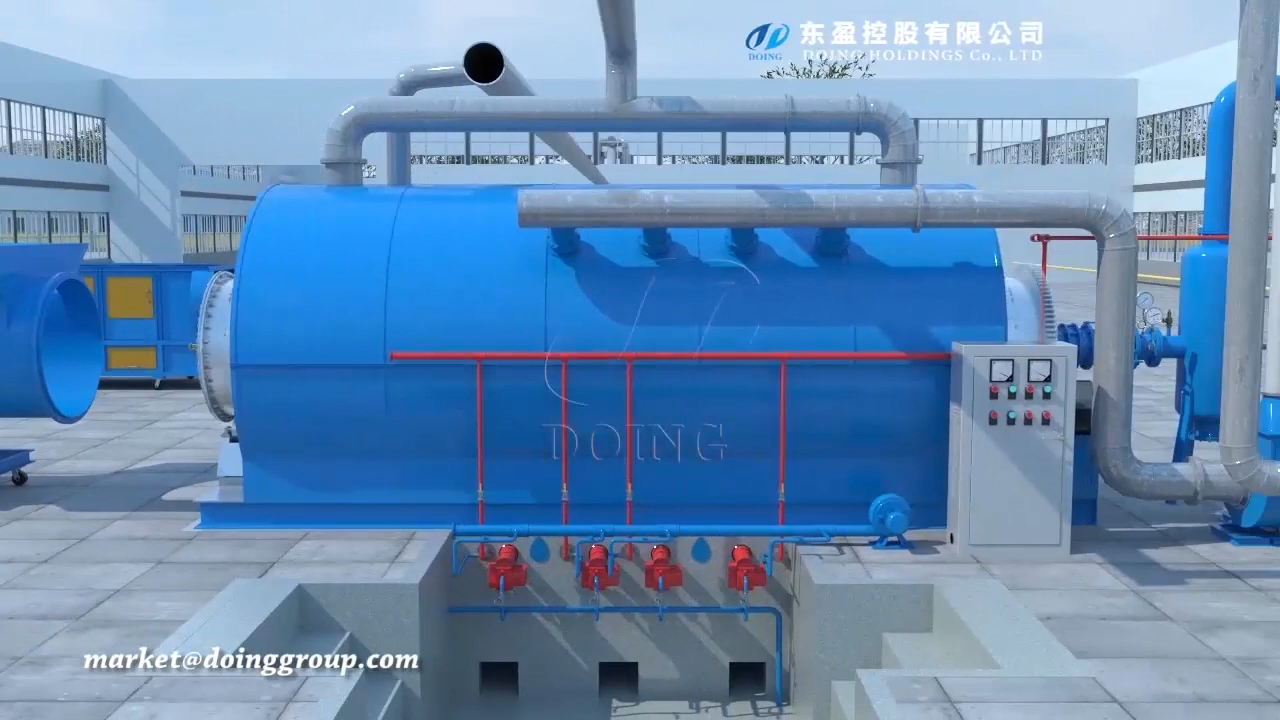 东盈控股有限公司
DOING
DOING HOLDINGS Co., LTD
DOING
market@doinggroup.com